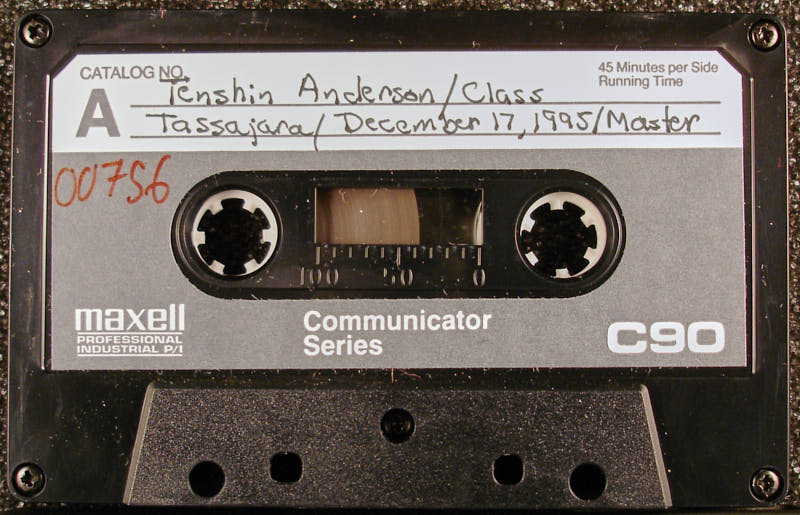 CATALOG NO.
45 Minutes per Side
Running Time
A
Tenshin Anderson/Class
Tassajara/December 17, 1995/Master
00756
100 50 0
maxell
PROFESSIONAL
INDUSTRIAL P/I
Communicator
Series
C90